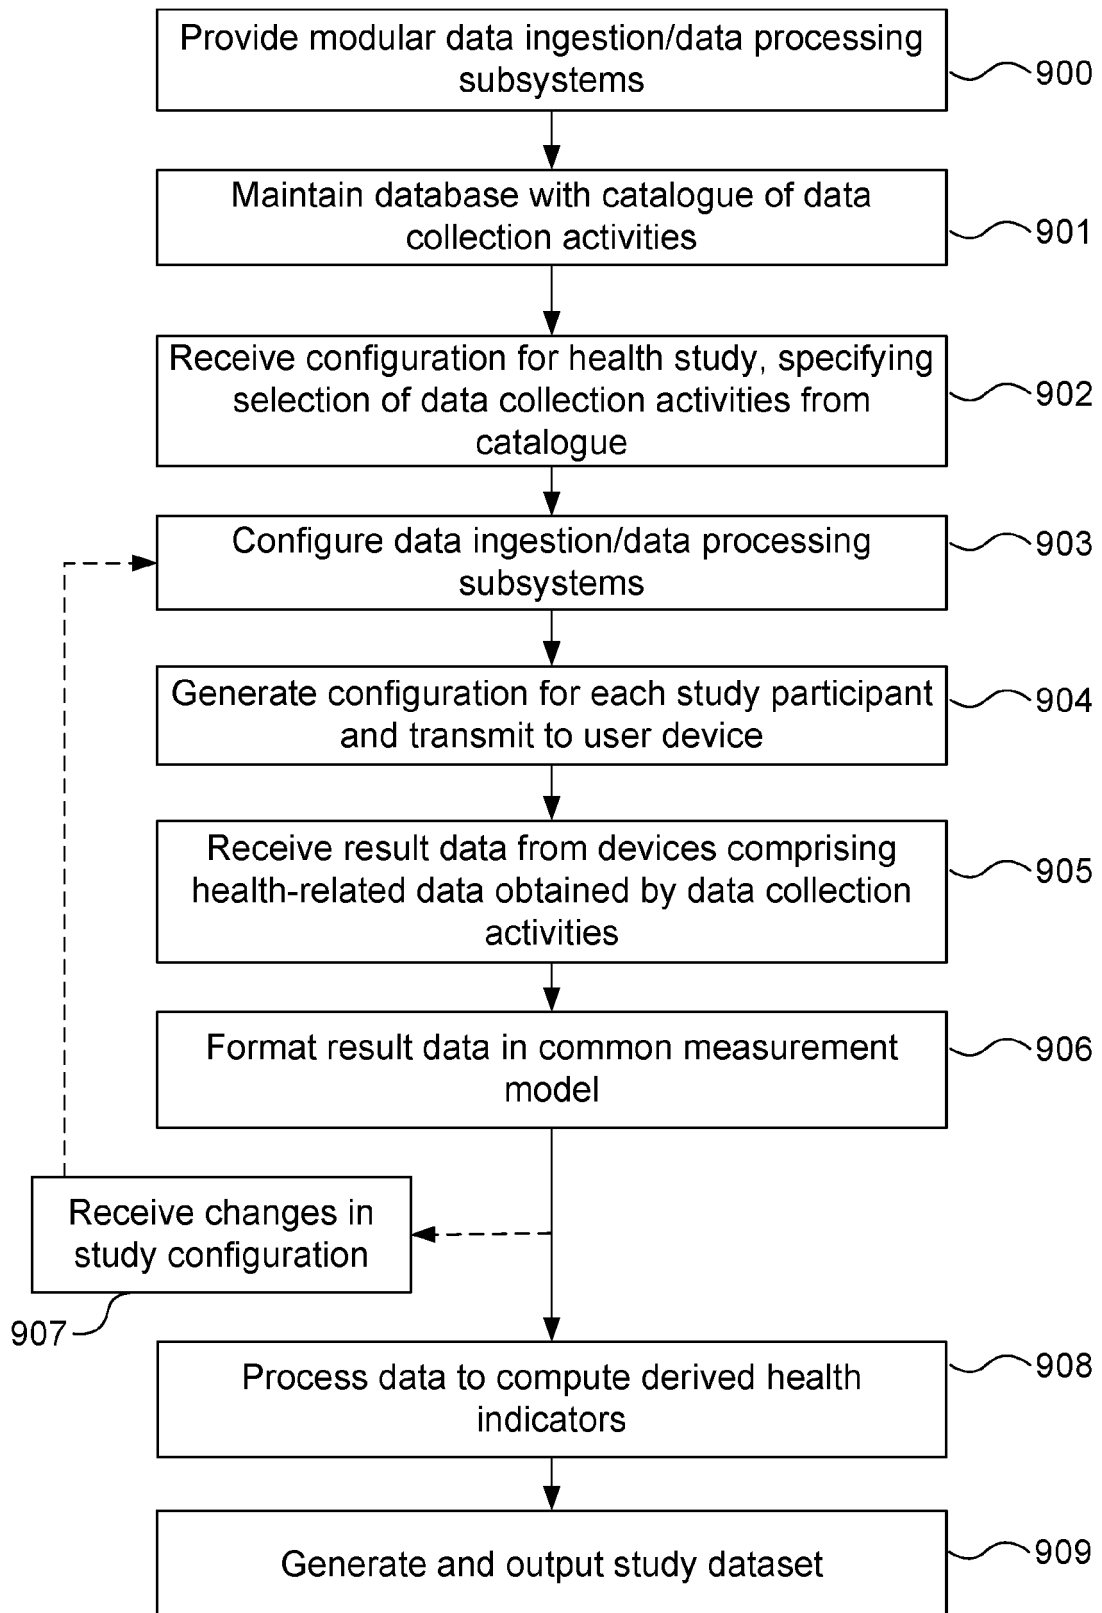 Provide modular data ingestion/data processing
subsystems
900
Maintain database with catalogue of data
collection activities
901
Receive configuration for health study, specifying
selection of data collection activities from
catalogue
902
Configure data ingestion/data processing
subsystems
903
Generate configuration for each study participant
and transmit to user device
904
Receive result data from devices comprising
health-related data obtained by data collection
activities
905
Format result data in common measurement
model
906
Receive changes in
study configuration
907
Process data to compute derived health
indicators
908
Generate and output study dataset
909